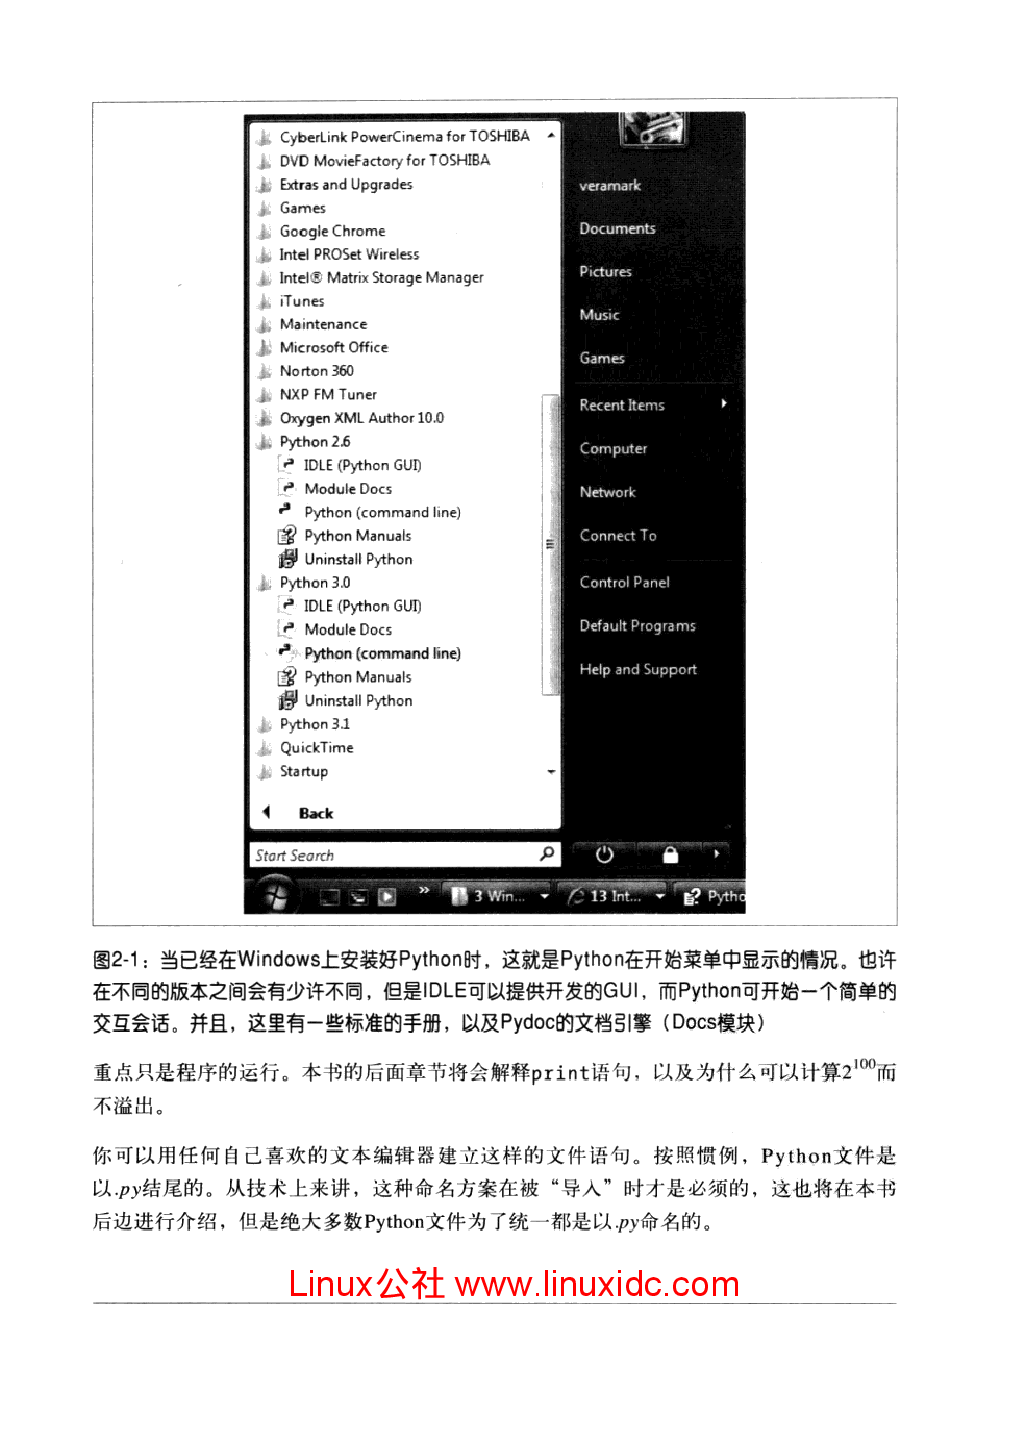 CyberLink PowerCinema for TOSHIBA
DVD MovieFactory for TOSHIBA
Extras and Upgrades
Games
Google Chrome
Intel PROSet Wireless
Intel® Matrix Storage Manager
iTunes
Maintenance
Microsoft Office
Norton 360
NXP FM Tuner
Oxygen XML Author 10.0
Python 2.6
IDLE (Python GUI)
Module Docs
Python (command line)
Python Manuals
Uninstall Python
Python 3.0
IDLE (Python GUI)
Module Docs
Python (command line)
Python Manuals
Uninstall Python
Python 3.1
QuickTime
Startup
Back
Start Search
veramark
Documents
Pictures
Music
Games
Recent Items
Computer
Network
Connect To
Control Panel
Default Programs
Help and Support
» 3 Win... 13 Int... Pytho
图2-1：当已经在Windows上安装好Python时，这就是Python在开始菜单中显示的情况。也许
在不同的版本之间会有少许不同，但是IDLE可以提供开发的GUI，而Python可开始一个简单的
交互会话。并且，这里有一些标准的手册，以及Pydoc的文档引擎（Docs模块）
重点只是程序的运行。本书的后面章节将会解释print语句，以及为什么可以计算2¹⁰⁰而
不溢出。
你可以用任何自己喜欢的文本编辑器建立这样的文件语句。按照惯例，Python文件是
以.py结尾的。从技术上来讲，这种命名方案在被“导入”时才是必须的，这也将在本书
后边进行介绍，但是绝大多数Python文件为了统一都是以.py命名的。
Linux公社 www.linuxidc.com